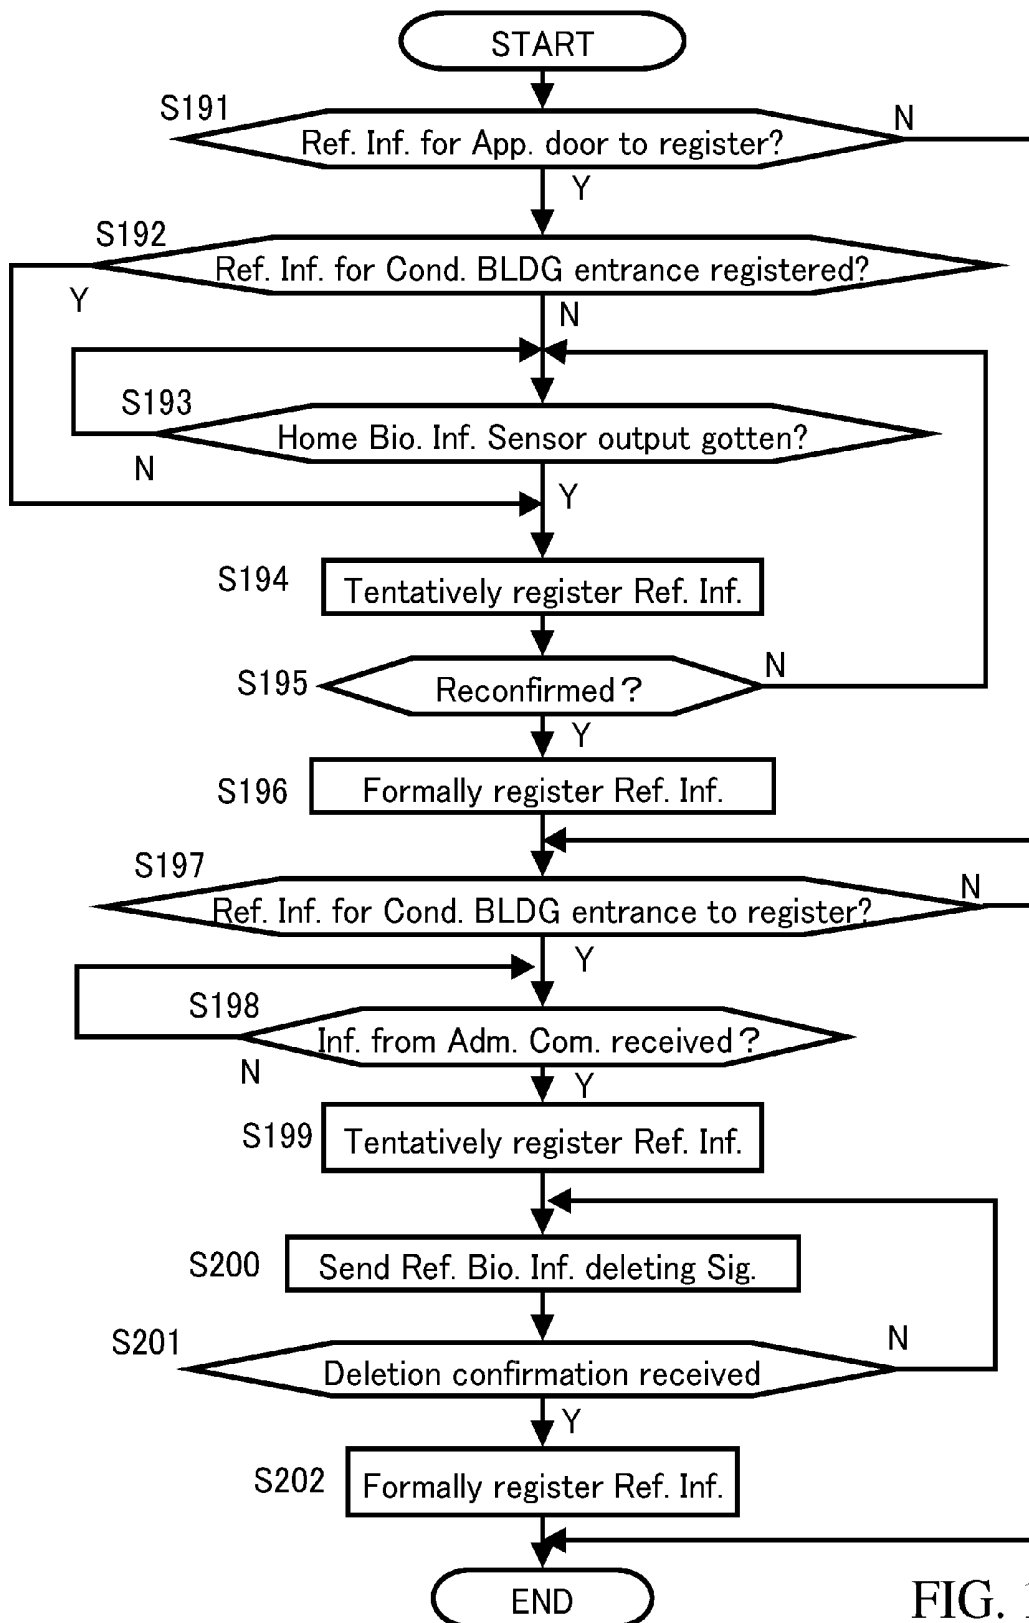 START
S191
N
Ref. Inf. for App. door to register?
Y
S192
Ref. Inf. for Cond. BLDG entrance registered?
Y
N
S193
Home Bio. Inf. Sensor output gotten?
N
Y
S194
Tentatively register Ref. Inf.
S195
N
Reconfirmed?
Y
S196
Formally register Ref. Inf.
S197
N
Ref. Inf. for Cond. BLDG entrance to register?
Y
S198
Inf. from Adm. Com. received?
N
Y
S199
Tentatively register Ref. Inf.
S200
Send Ref. Bio. Inf. deleting Sig.
S201
N
Deletion confirmation received
Y
S202
Formally register Ref. Inf.
END
FIG.